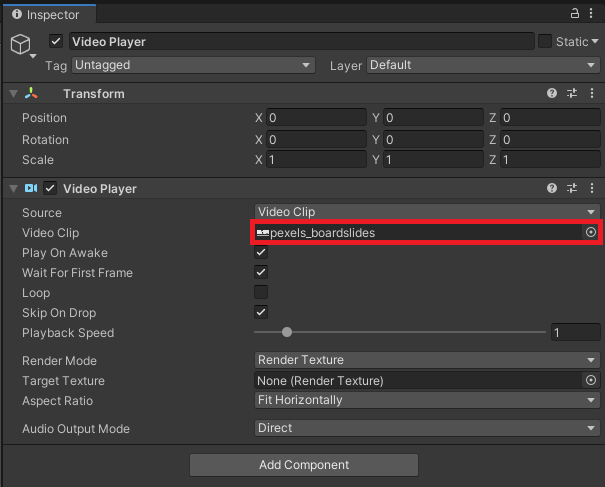 Inspector
Video Player
Static
Tag Untagged Layer Default
Transform
Position X 0 Y 0 Z 0
Rotation X 0 Y 0 Z 0
Scale X 1 Y 1 Z 1
Video Player
Source Video Clip
Video Clip pexels_boardslides
Play On Awake
Wait For First Frame
Loop
Skip On Drop
Playback Speed 1
Render Mode Render Texture
Target Texture None (Render Texture)
Aspect Ratio Fit Horizontally
Audio Output Mode Direct
Add Component